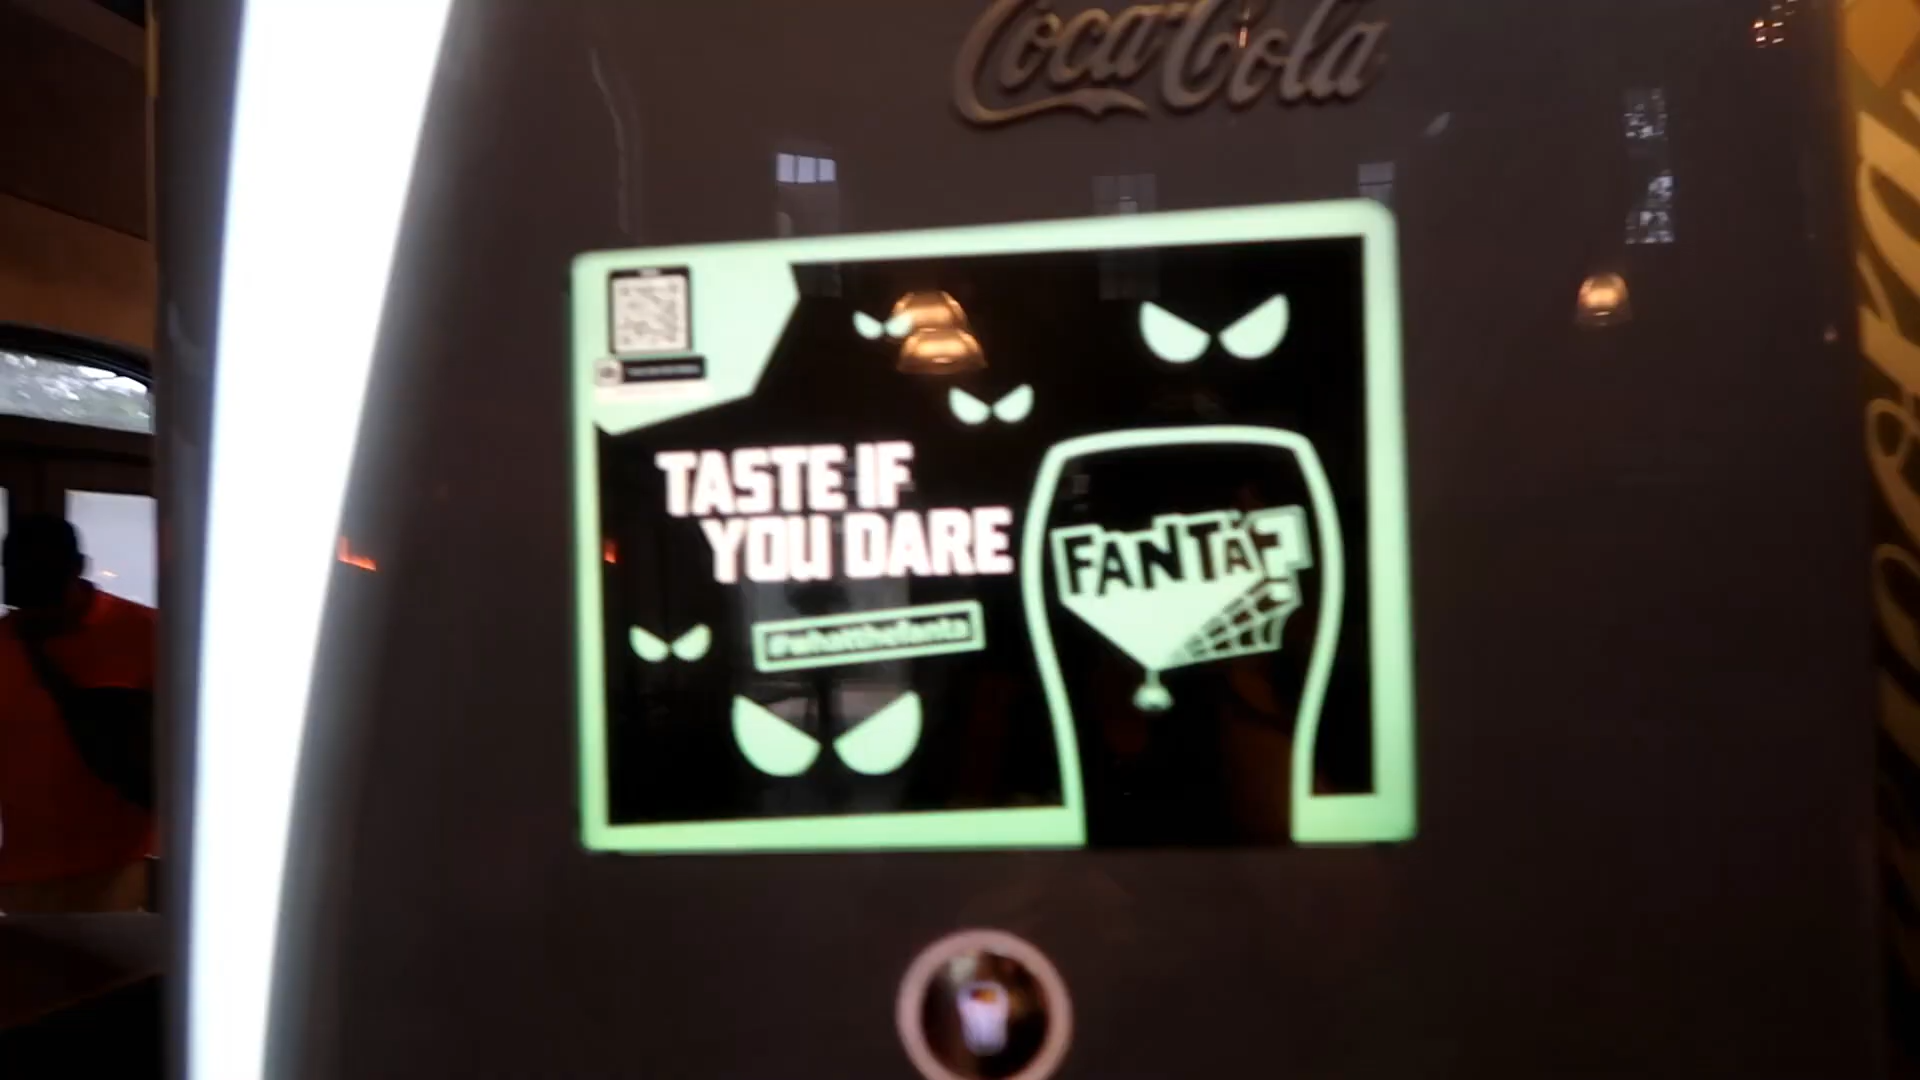 Coca-Cola
TASTE IF
YOU DARE
FANTA?
#whatthefanta